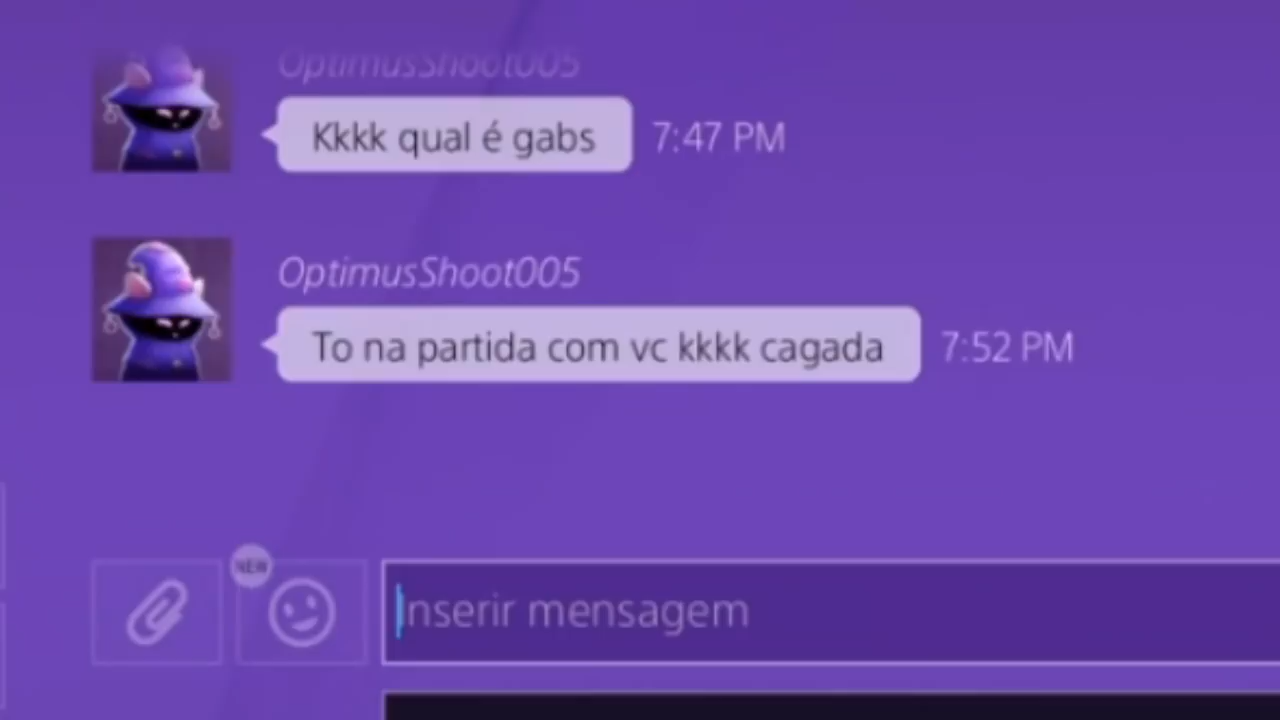 OptimusShoot005
Kkkk qual é gabs 7:47 PM
OptimusShoot005
To na partida com vc kkkk cagada 7:52 PM
NEW
Inserir mensagem